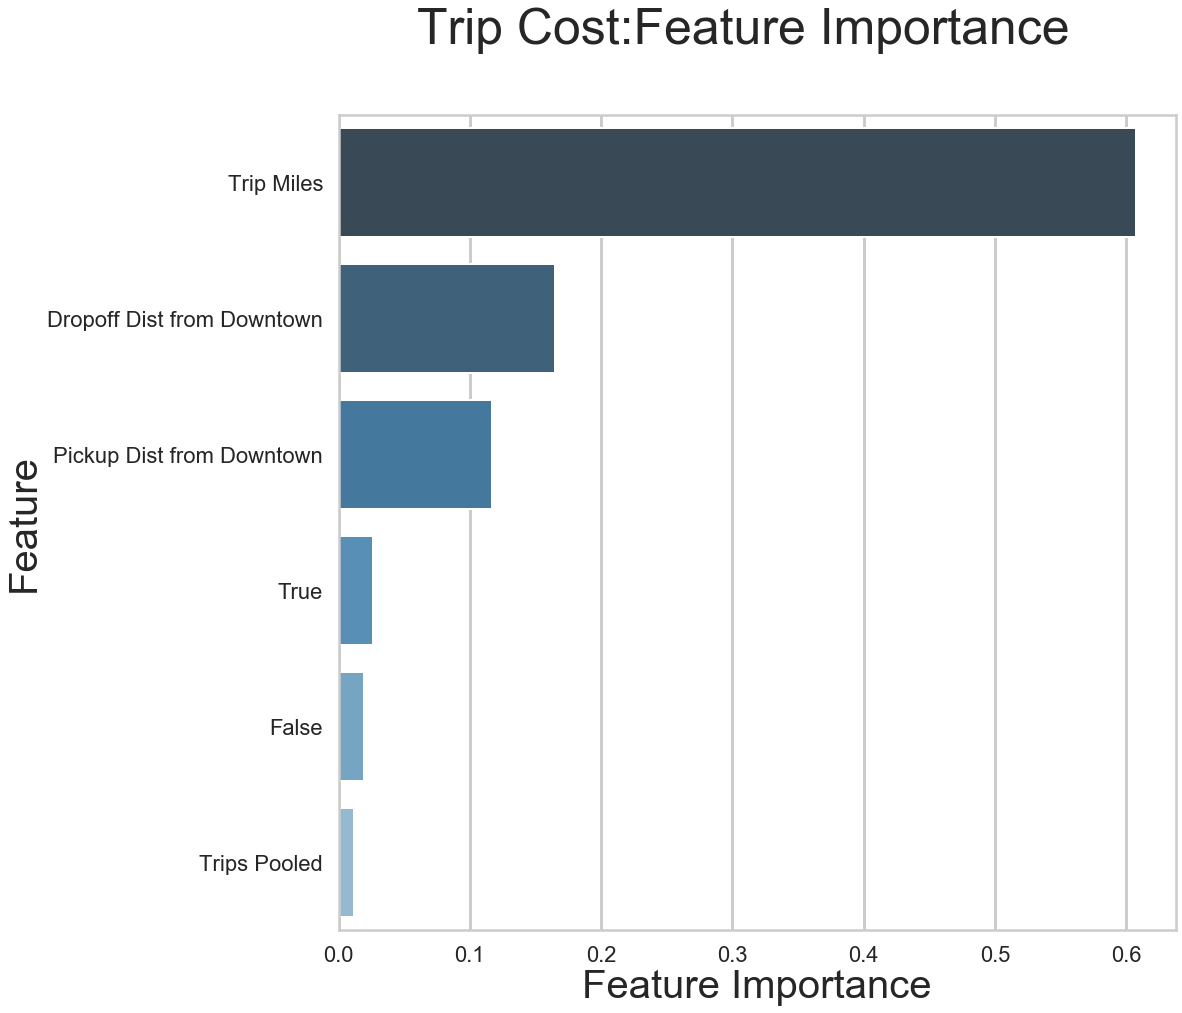 Trip Cost:Feature Importance
Trip Miles
Dropoff Dist from Downtown
Pickup Dist from Downtown
True
False
Trips Pooled
Feature
0.0 0.1 0.2 0.3 0.4 0.5 0.6
Feature Importance